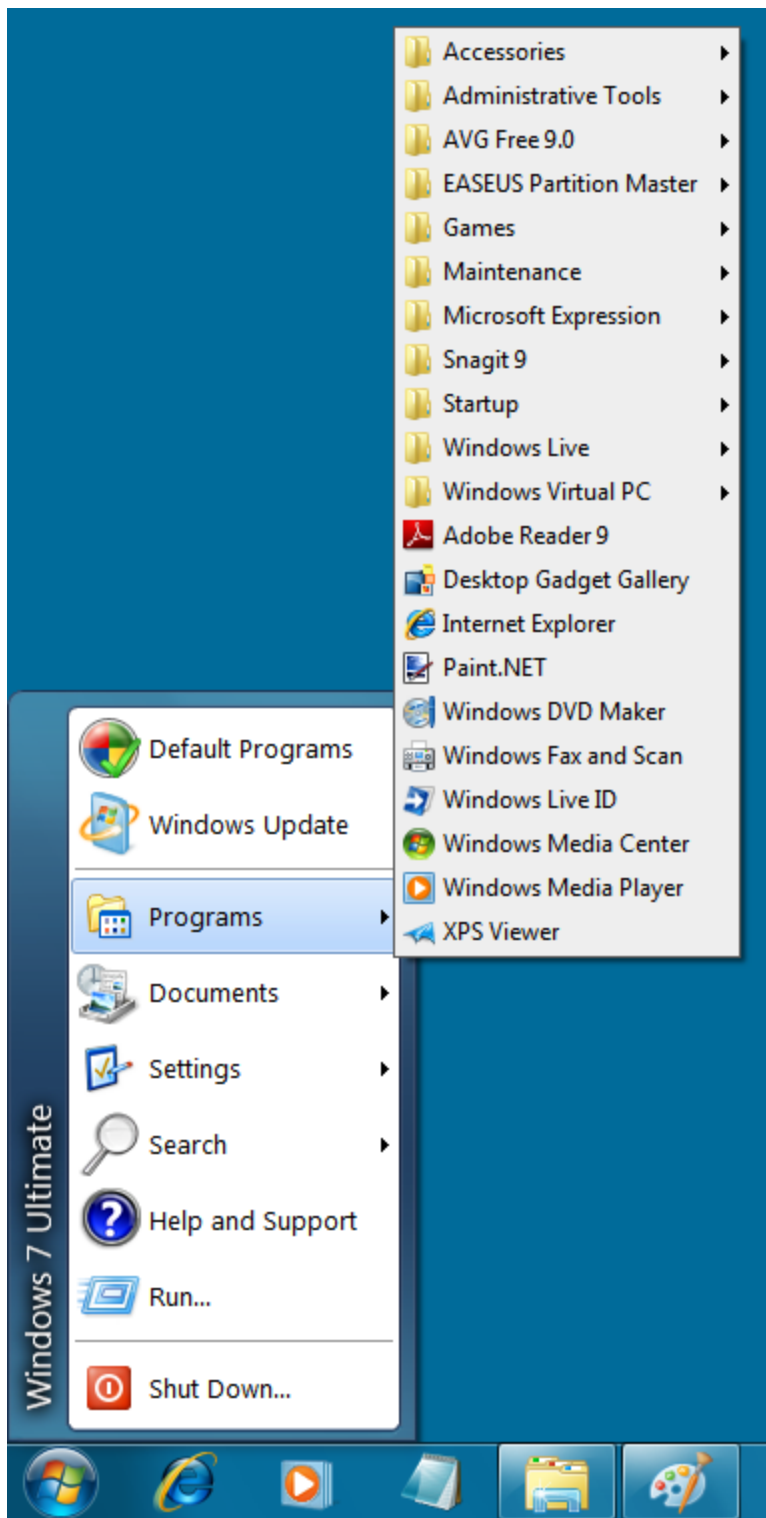 Accessories
Administrative Tools
AVG Free 9.0
EASEUS Partition Master
Games
Maintenance
Microsoft Expression
Snagit 9
Startup
Windows Live
Windows Virtual PC
Adobe Reader 9
Desktop Gadget Gallery
Internet Explorer
Paint.NET
Windows DVD Maker
Windows Fax and Scan
Windows Live ID
Windows Media Center
Windows Media Player
XPS Viewer
Default Programs
Windows Update
Programs
Documents
Settings
Search
Help and Support
Run...
Shut Down...
Windows 7 Ultimate